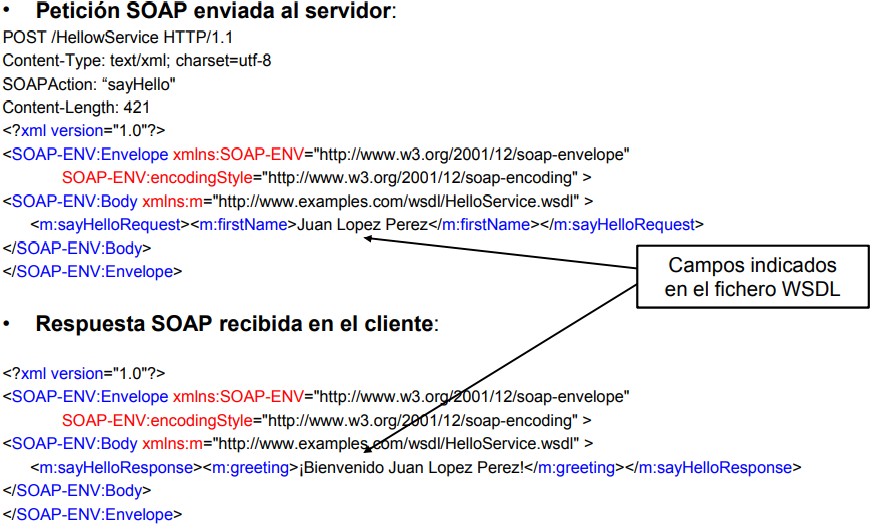 • Petición SOAP enviada al servidor:
POST /HellowService HTTP/1.1
Content-Type: text/xml; charset=utf-8
SOAPAction: “sayHello"
Content-Length: 421
<?xml version="1.0"?>
<SOAP-ENV:Envelope xmlns:SOAP-ENV="http://www.w3.org/2001/12/soap-envelope"
SOAP-ENV:encodingStyle="http://www.w3.org/2001/12/soap-encoding" >
<SOAP-ENV:Body xmlns:m="http://www.examples.com/wsdl/HelloService.wsdl" >
<m:sayHelloRequest><m:firstName>Juan Lopez Perez</m:firstName></m:sayHelloRequest>
</SOAP-ENV:Body>
</SOAP-ENV:Envelope>
Campos indicados
en el fichero WSDL
• Respuesta SOAP recibida en el cliente:
<?xml version="1.0"?>
<SOAP-ENV:Envelope xmlns:SOAP-ENV="http://www.w3.org/2001/12/soap-envelope"
SOAP-ENV:encodingStyle="http://www.w3.org/2001/12/soap-encoding" >
<SOAP-ENV:Body xmlns:m="http://www.examples.com/wsdl/HelloService.wsdl" >
<m:sayHelloResponse><m:greeting>¡Bienvenido Juan Lopez Perez!</m:greeting></m:sayHelloResponse>
</SOAP-ENV:Body>
</SOAP-ENV:Envelope>